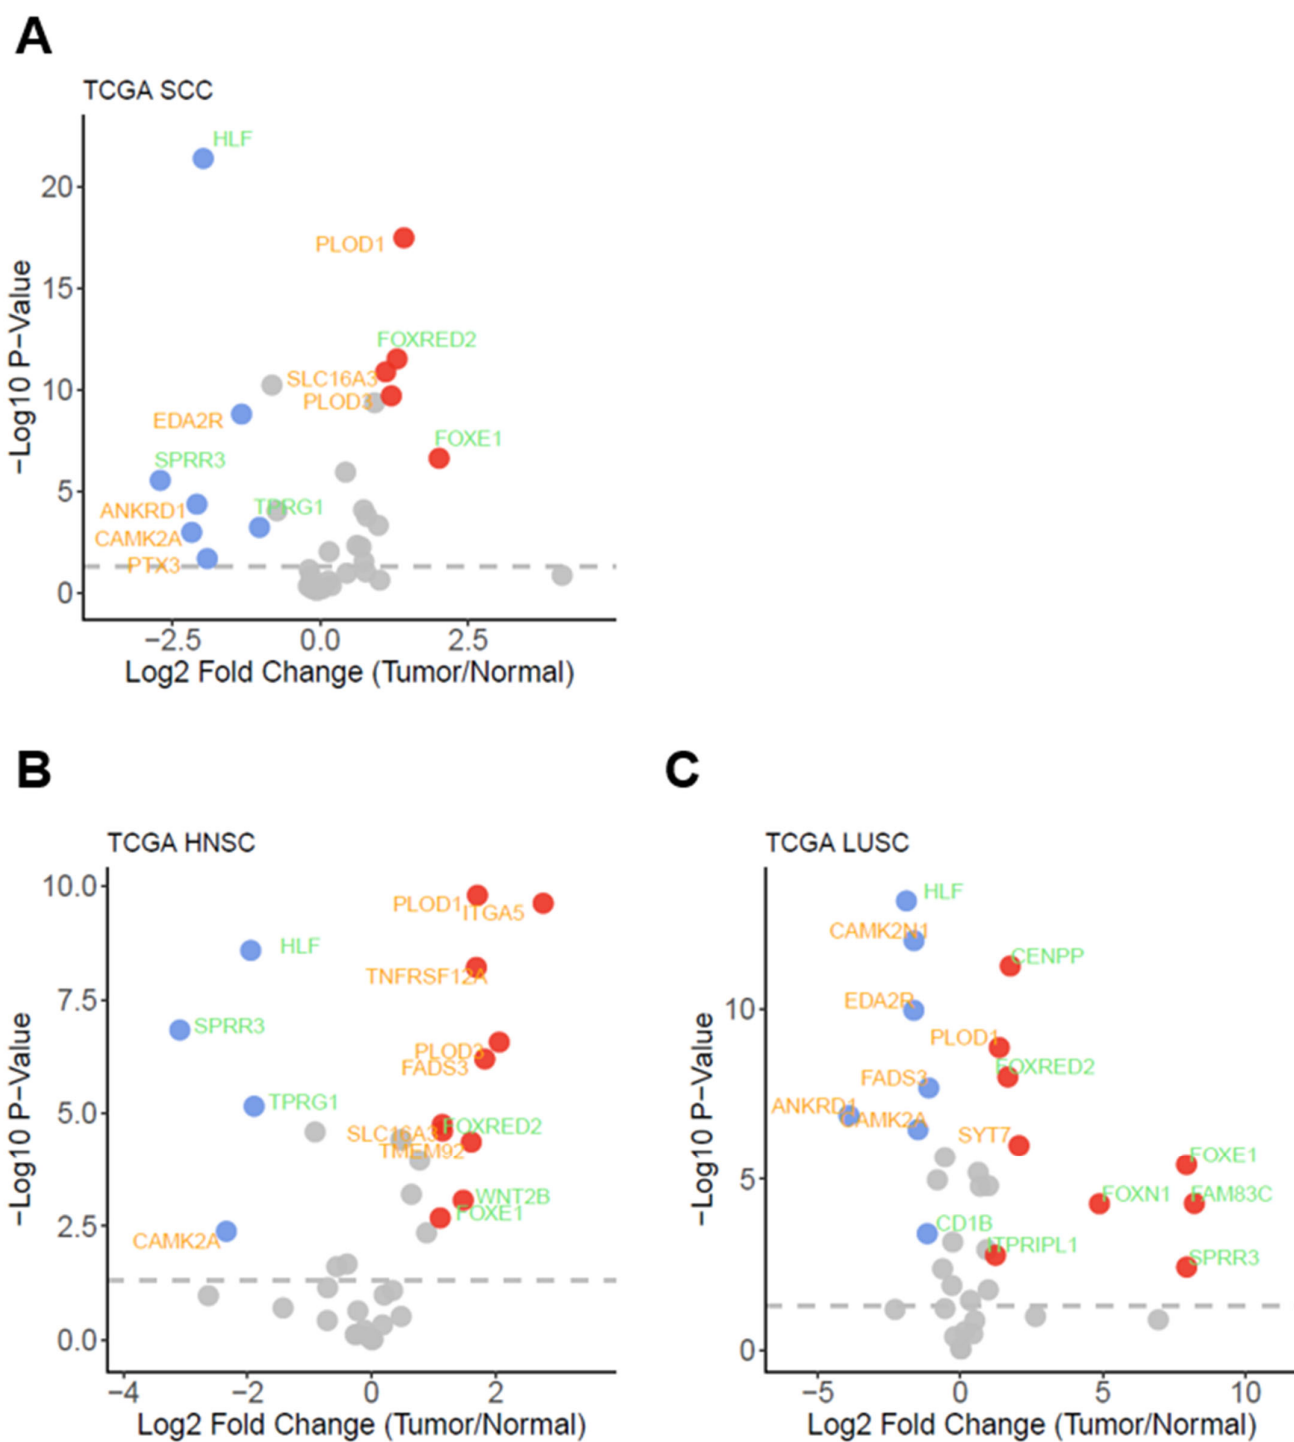 A
TCGA SCC
HLF
PLOD1
FOXRED2
SLC16A3
PLOD3
EDA2R
FOXE1
SPRR3
ANKRD1
TPRG1
CAMK2A
PTX3
20
15
10
5
0
−Log10 P−Value
−2.5 0.0 2.5
Log2 Fold Change (Tumor/Normal)
B
TCGA HNSC
PLOD1
ITGA5
HLF
TNFRSF12A
SPRR3
PLOD3
FADS3
TPRG1
SLC16A3
FOXRED2
TMEM92
WNT2B
FOXE1
CAMK2A
10.0
7.5
5.0
2.5
0.0
−Log10 P−Value
−4 −2 0 2
Log2 Fold Change (Tumor/Normal)
C
TCGA LUSC
HLF
CAMK2N1
CENPP
EDA2R
PLOD1
FOXRED2
FADS3
ANKRD1
CAMK2A
SYT7
FOXE1
FOXN1
FAM83C
CD1B
ITPRIPL1
SPRR3
10
5
0
−Log10 P−Value
−5 0 5 10
Log2 Fold Change (Tumor/Normal)